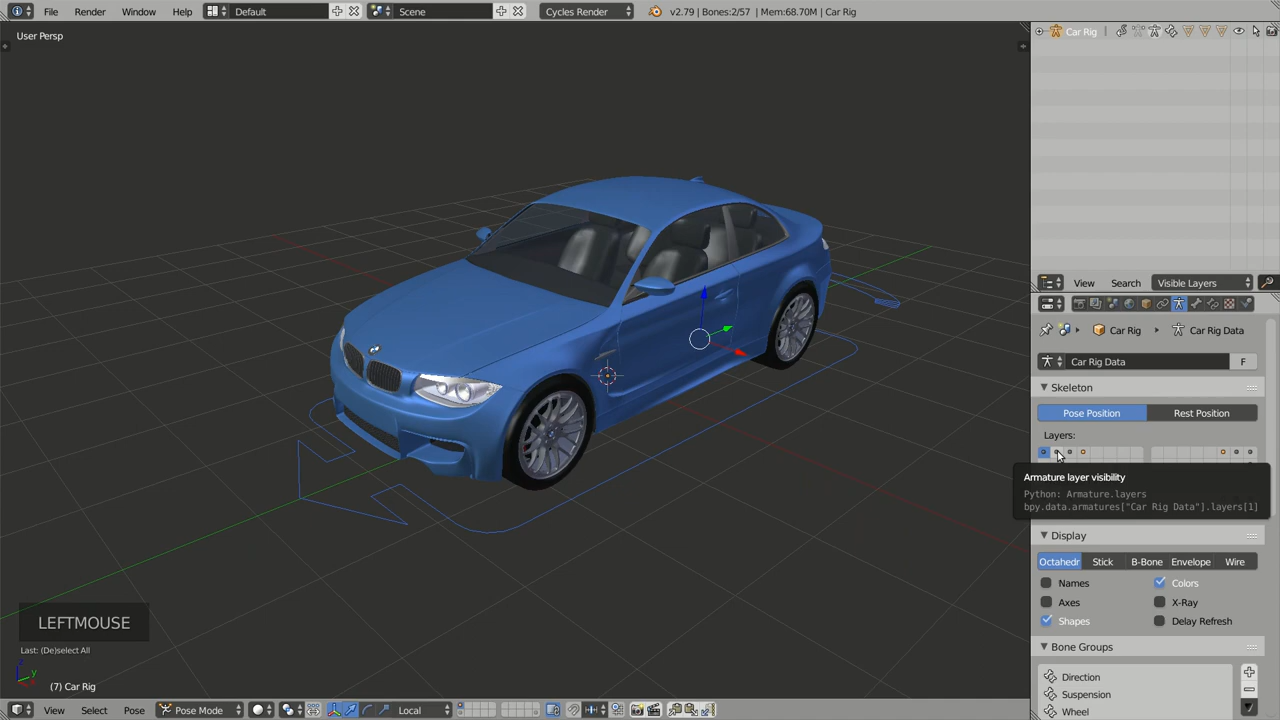 File Render Window Help Default Scene Cycles Render v2.79 | Bones:2/57 | Mem:68.70M | Car Rig
User Persp
Car Rig
View Search Visible Layers
Car Rig Car Rig Data
Car Rig Data F
Skeleton
Pose Position Rest Position
Layers:
Armature layer visibility
Python: Armature.layers
bpy.data.armatures["Car Rig Data"].layers[1]
Display
Octahedr Stick B-Bone Envelope Wire
Names Colors
Axes X-Ray
Shapes Delay Refresh
Bone Groups
Direction
Suspension
Wheel
LEFTMOUSE
Last: (De)select All
z y
(7) Car Rig
View Select Pose Pose Mode Local